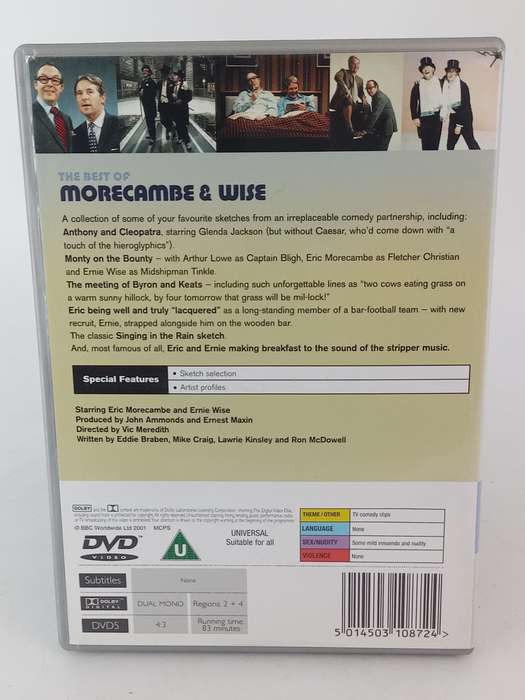 THE BEST OF
MORECAMBE & WISE
A collection of some of your favourite sketches from an irreplaceable comedy partnership, including:
Anthony and Cleopatra, starring Glenda Jackson (but without Caesar, who'd come down with "a
touch of the hieroglyphics").
Monty on the Bounty – with Arthur Lowe as Captain Bligh, Eric Morecambe as Fletcher Christian
and Ernie Wise as Midshipman Tinkle.
The meeting of Byron and Keats – including such unforgettable lines as "two cows eating grass on
a warm sunny hillock, by four tomorrow that grass will be mil-lock!"
Eric being well and truly "lacquered" as a long-standing member of a bar-football team – with new
recruit, Ernie, strapped alongside him on the wooden bar.
The classic Singing in the Rain sketch.
And, most famous of all, Eric and Ernie making breakfast to the sound of the stripper music.
Special Features
• Sketch selection
• Artist profiles
Starring Eric Morecambe and Ernie Wise
Produced by John Ammonds and Ernest Maxin
Directed by Vic Meredith
Written by Eddie Braben, Mike Craig, Lawrie Kinsley and Ron McDowell
© BBC Worldwide Ltd 2001 MCPS
DVD
VIDEO
U
UNIVERSAL
Suitable for all
THEME/OTHER TV comedy clips
LANGUAGE None
SEX/NUDITY Some mild innuendo and nudity
VIOLENCE None
Subtitles None
DOLBY DIGITAL DUAL MONO Regions 2 + 4
DVD5 4:3 Running time: 83 minutes
5 014503 108724 >